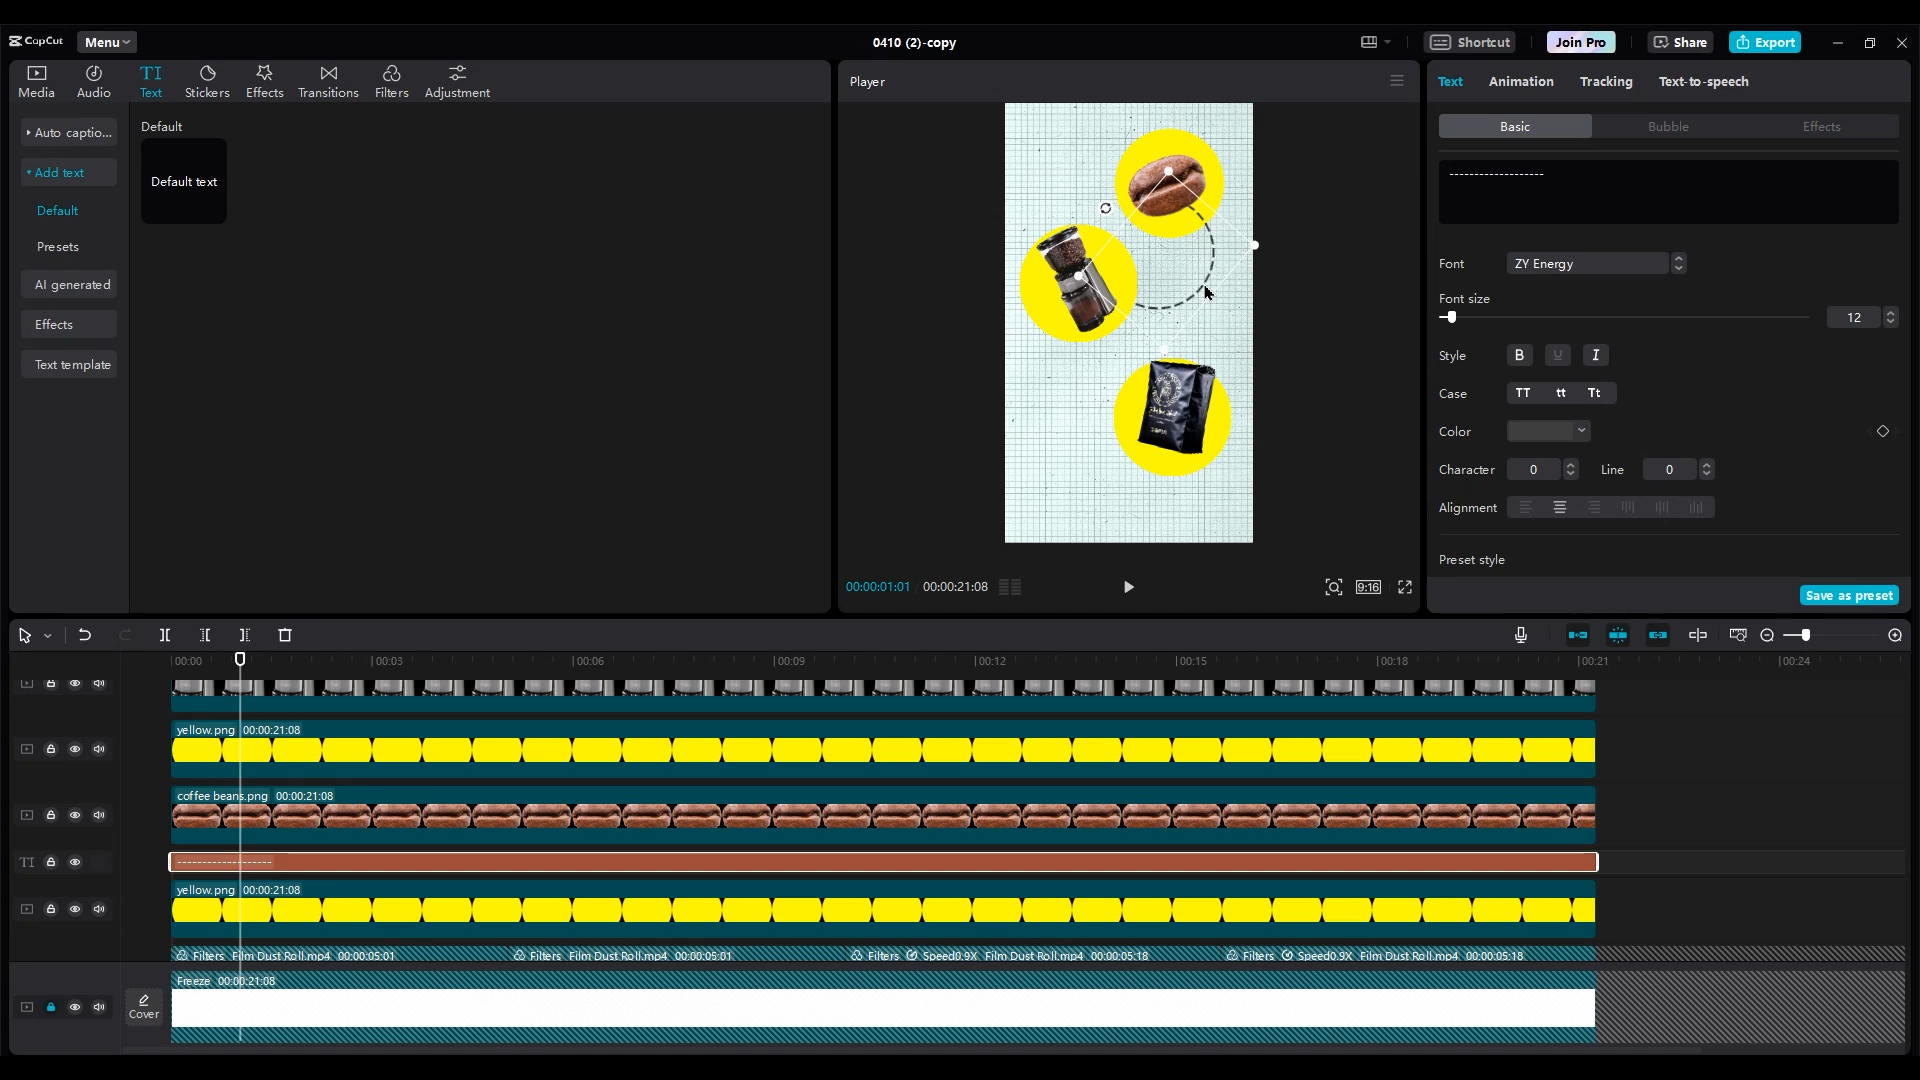 CapCut
Menu
0410 (2)-copy
Shortcut
Join Pro
Share
Export
Media
Audio
TI
Text
Stickers
Effects
Transitions
Filters
Adjustment
Auto captio...
Add text
Default
Presets
AI generated
Effects
Text template
Default
Default text
Player
00:00:01:01
00:00:21:08
9:16
Text
Animation
Tracking
Text-to-speech
Basic
Bubble
Effects
-------------------
Font
ZY Energy
Font size
12
Style
B
U
I
Case
TT
tt
Tt
Color
Character
0
Line
0
Alignment
Preset style
Save as preset
00:00
00:03
00:06
00:09
00:12
00:15
00:18
00:21
00:24
yellow.png 00:00:21:08
coffee beans.png 00:00:21:08
TI
-------------------
yellow.png 00:00:21:08
Filters Film Dust Roll.mp4 00:00:05:01
Filters Film Dust Roll.mp4 00:00:05:01
Filters Speed0.9X Film Dust Roll.mp4 00:00:05:18
Filters Speed0.9X Film Dust Roll.mp4 00:00:05:18
Cover
Freeze 00:00:21:08